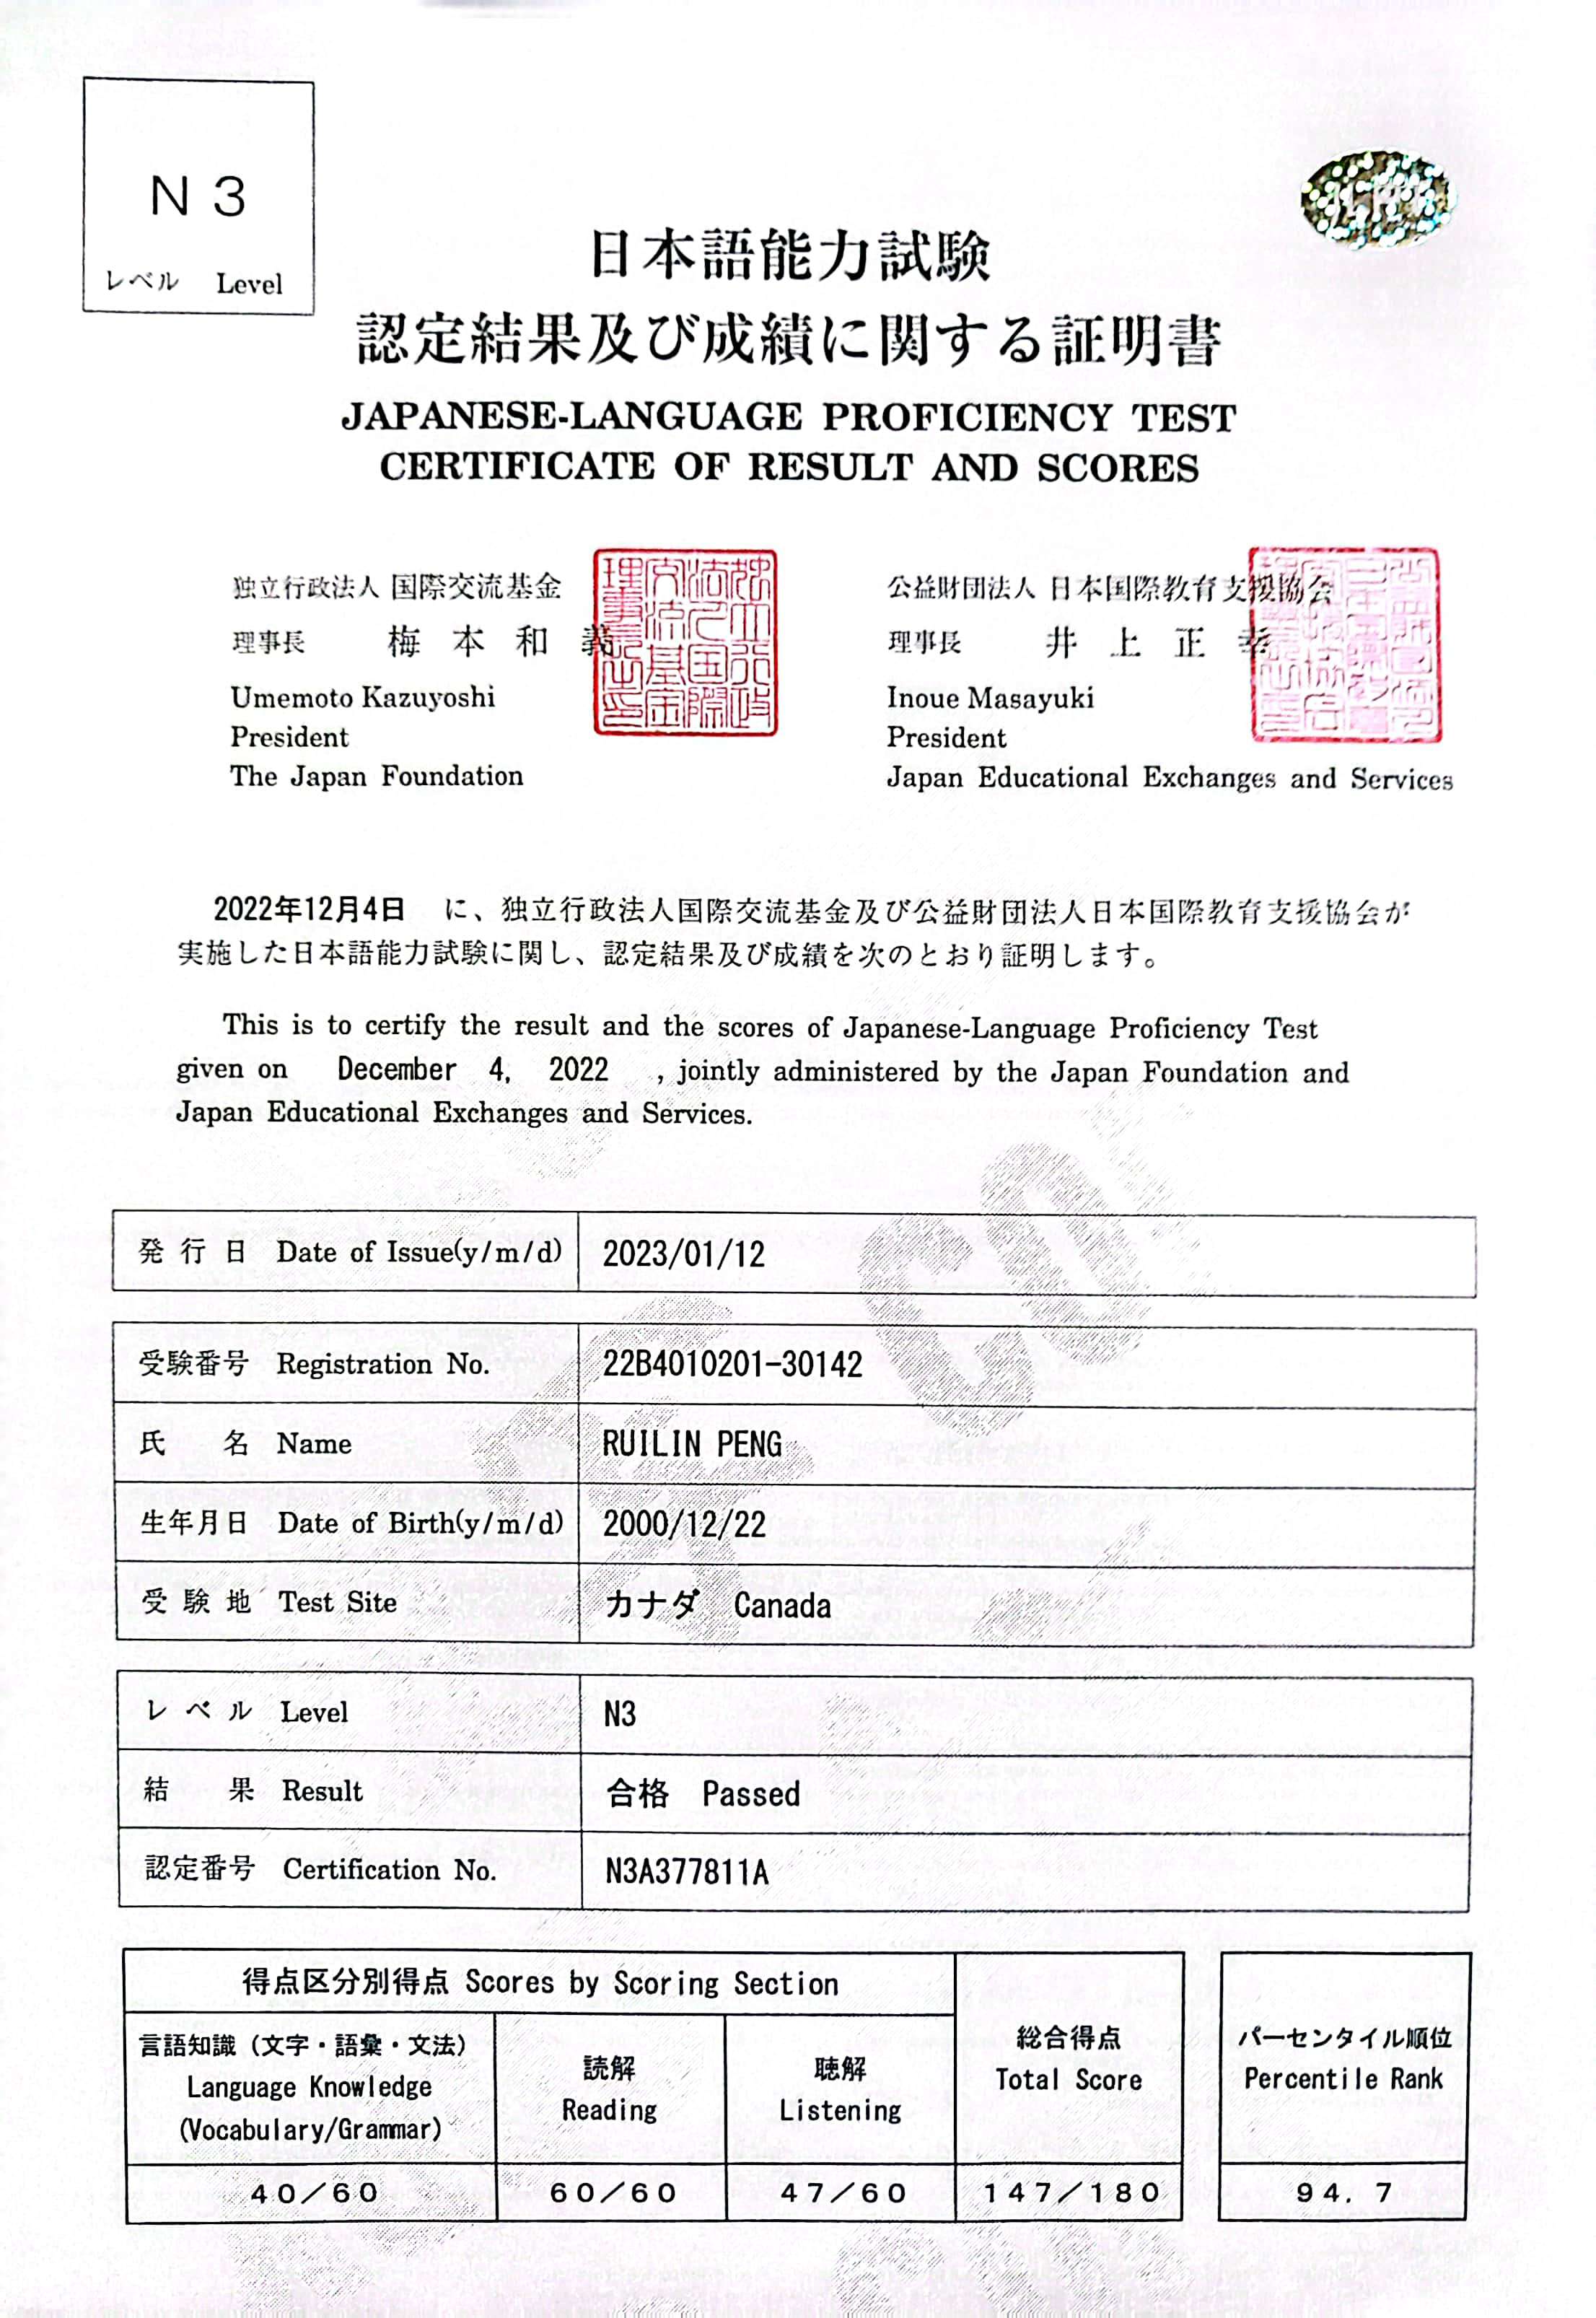 N3
レベル Level
日本語能力試験
認定結果及び成績に関する証明書
JAPANESE-LANGUAGE PROFICIENCY TEST
CERTIFICATE OF RESULT AND SCORES
独立行政法人 国際交流基金
理事長 梅本和義
Umemoto Kazuyoshi
President
The Japan Foundation
公益財団法人 日本国際教育支援協会
理事長 井上正幸
Inoue Masayuki
President
Japan Educational Exchanges and Services
2022年12月4日 に、独立行政法人国際交流基金及び公益財団法人日本国際教育支援協会が
実施した日本語能力試験に関し、認定結果及び成績を次のとおり証明します。
This is to certify the result and the scores of Japanese-Language Proficiency Test
given on December 4, 2022 , jointly administered by the Japan Foundation and
Japan Educational Exchanges and Services.
発行日 Date of Issue(y/m/d) 2023/01/12
受験番号 Registration No. 22B4010201-30142
氏名 Name RUILIN PENG
生年月日 Date of Birth(y/m/d) 2000/12/22
受験地 Test Site カナダ Canada
レベル Level N3
結果 Result 合格 Passed
認定番号 Certification No. N3A377811A
得点区分別得点 Scores by Scoring Section
言語知識（文字・語彙・文法）
Language Knowledge
(Vocabulary/Grammar)
読解
Reading
聴解
Listening
総合得点
Total Score
パーセンタイル順位
Percentile Rank
40/60 60/60 47/60 147/180 94.7